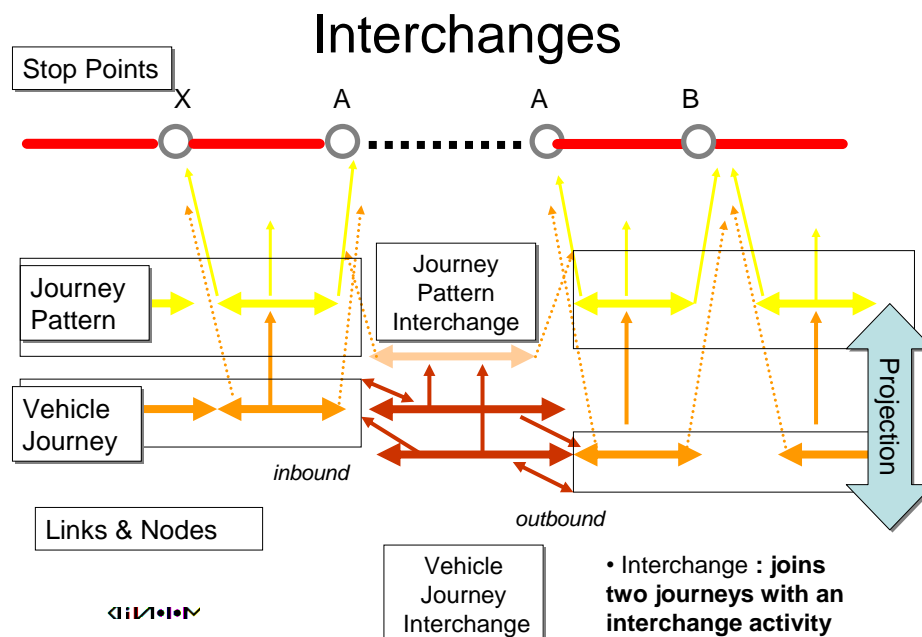 Interchanges
Stop Points
X
A
A
B
Journey
Pattern
Journey
Pattern
Interchange
Vehicle
Journey
Projection
inbound
outbound
Links & Nodes
Vehicle
Journey
Interchange
• Interchange : joins
two journeys with an
interchange activity